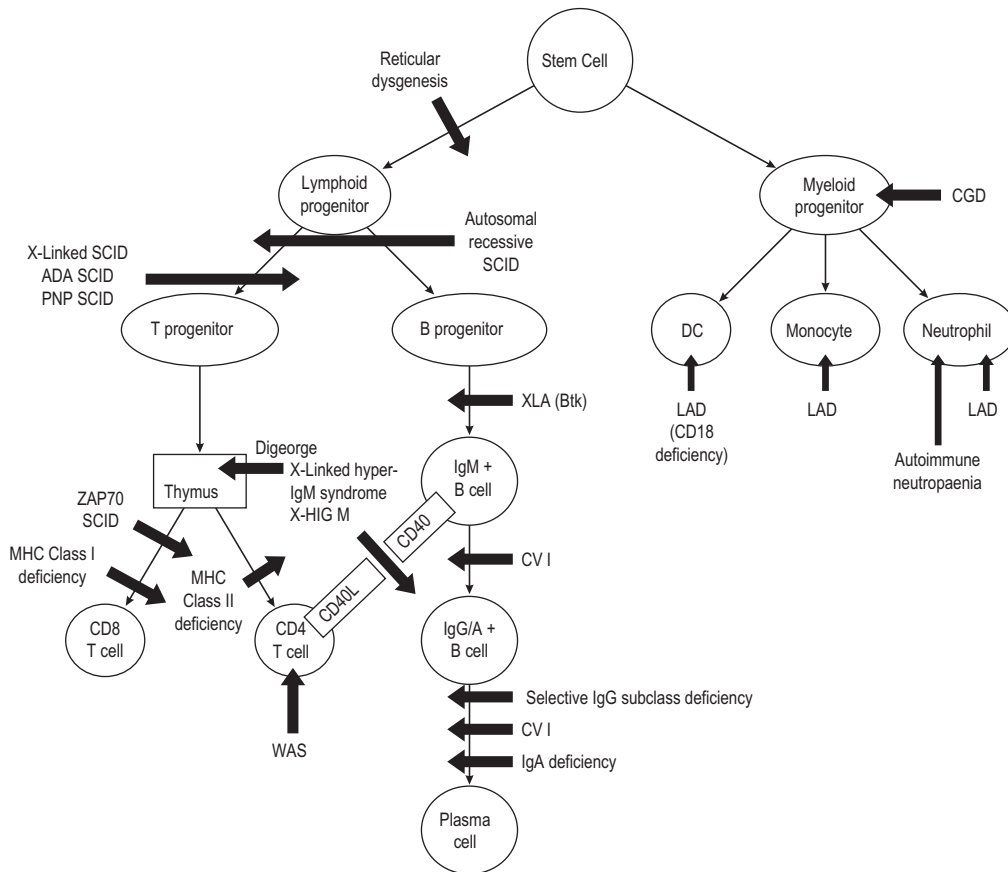 Stem Cell
Reticular
dysgenesis
Lymphoid
progenitor
Myeloid
progenitor
CGD
Autosomal
recessive
SCID
X-Linked SCID
ADA SCID
PNP SCID
T progenitor
B progenitor
DC
Monocyte
Neutrophil
XLA (Btk)
LAD
(CD18
deficiency)
LAD
LAD
Autoimmune
neutropaenia
Digeorge
X-Linked hyper-
IgM syndrome
X-HIG M
Thymus
IgM +
B cell
ZAP70
SCID
CD40
MHC Class I
deficiency
MHC
Class II
deficiency
CV I
CD40L
CD8
T cell
CD4
T cell
IgG/A +
B cell
Selective IgG subclass deficiency
CV I
IgA deficiency
WAS
Plasma
cell